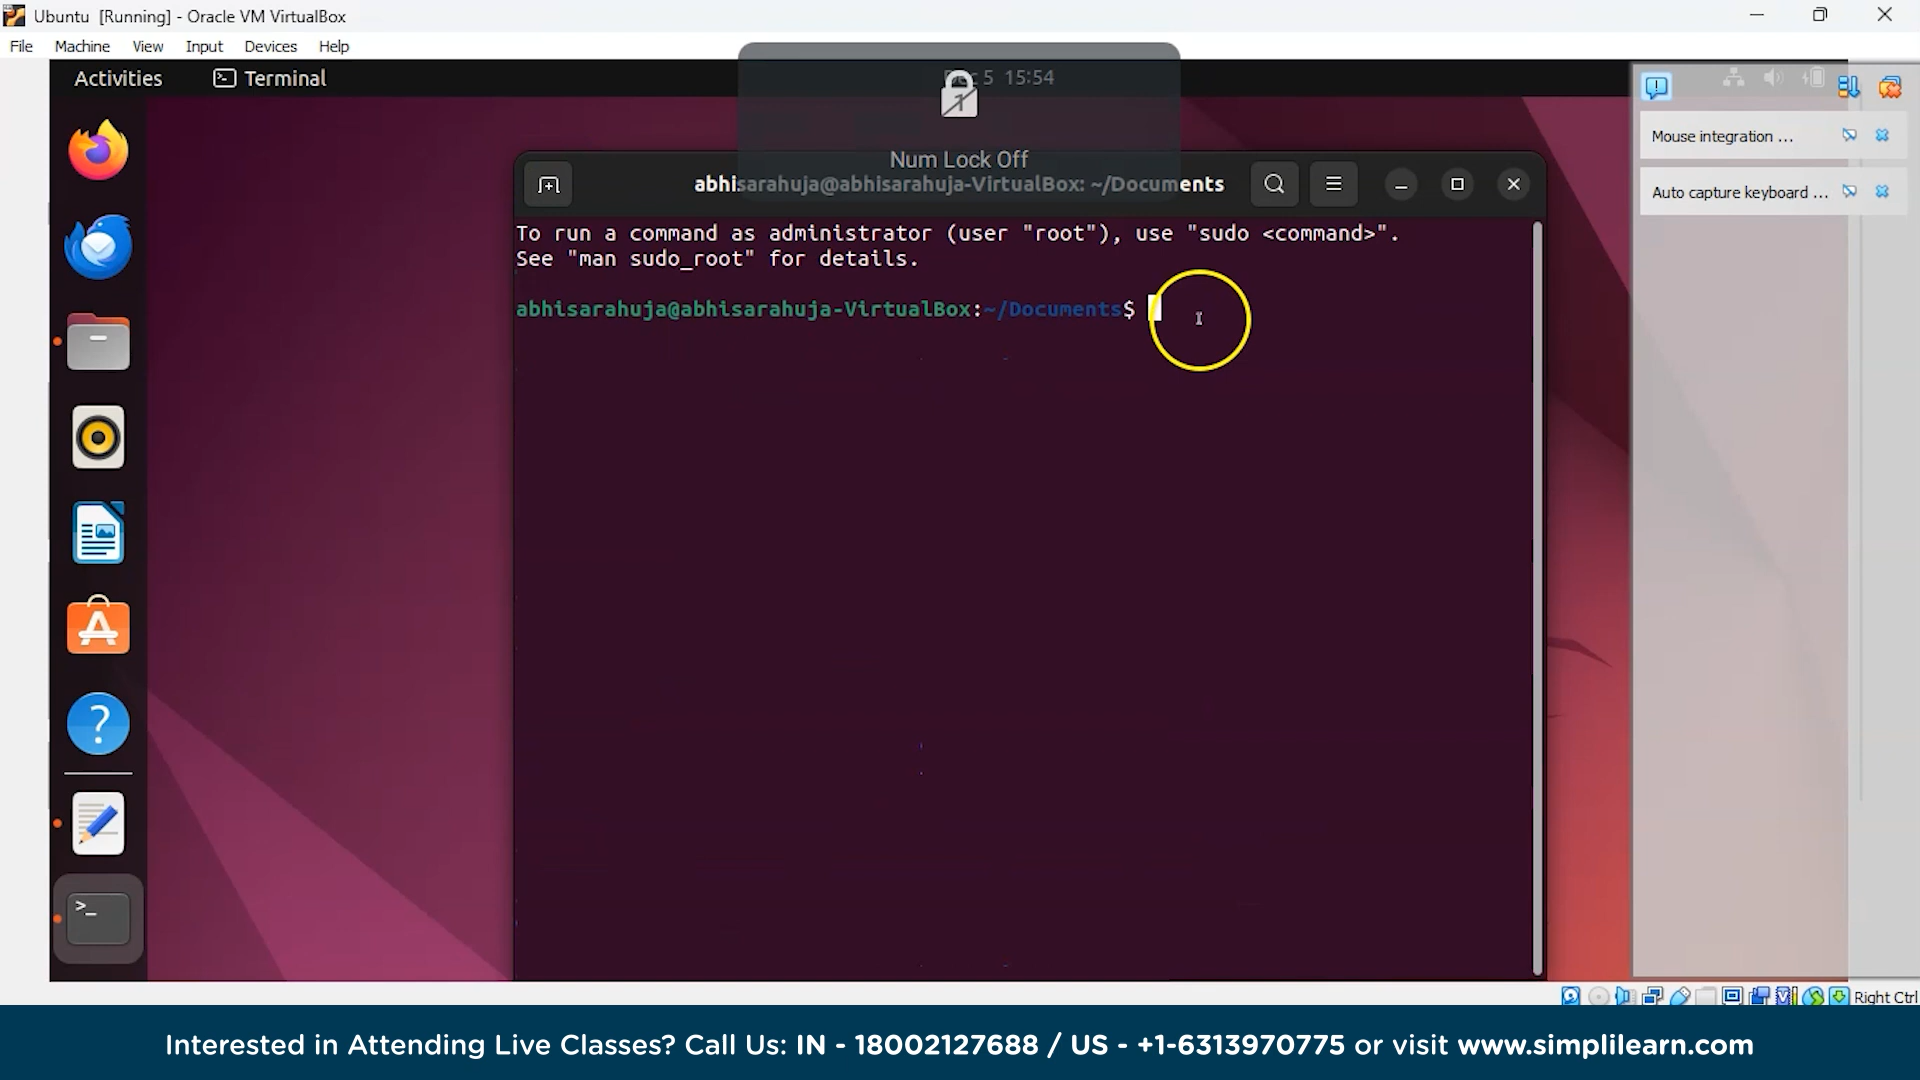 Ubuntu [Running] - Oracle VM VirtualBox
File Machine View Input Devices Help
Activities Terminal
5 15:54
Num Lock Off
abhisarahuja@abhisarahuja-VirtualBox: ~/Documents
Mouse integration ...
Auto capture keyboard ...
To run a command as administrator (user "root"), use "sudo <command>".
See "man sudo_root" for details.
abhisarahuja@abhisarahuja-VirtualBox:~/Documents$
Right Ctrl
Interested in Attending Live Classes? Call Us: IN - 18002127688 / US - +1-6313970775 or visit www.simplilearn.com